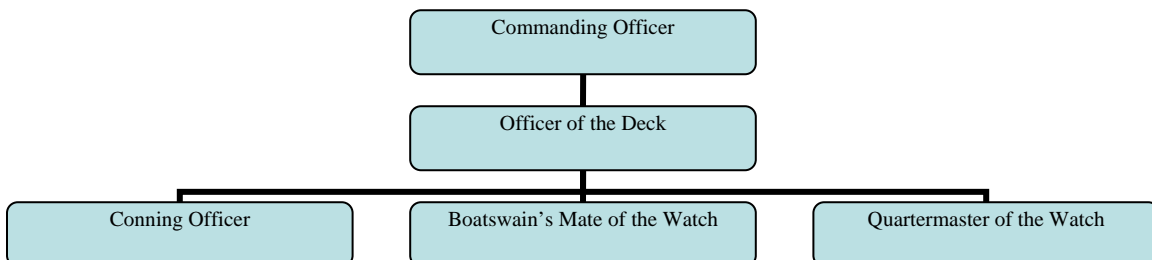 Commanding Officer
Officer of the Deck
Conning Officer
Boatswain’s Mate of the Watch
Quartermaster of the Watch